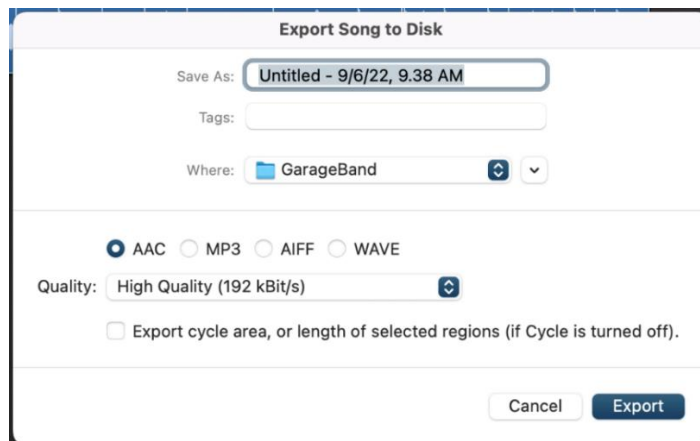 Export Song to Disk
Save As: Untitled - 9/6/22, 9.38 AM
Tags:
Where: GarageBand
AAC MP3 AIFF WAVE
Quality: High Quality (192 kBit/s)
Export cycle area, or length of selected regions (if Cycle is turned off).
Cancel Export